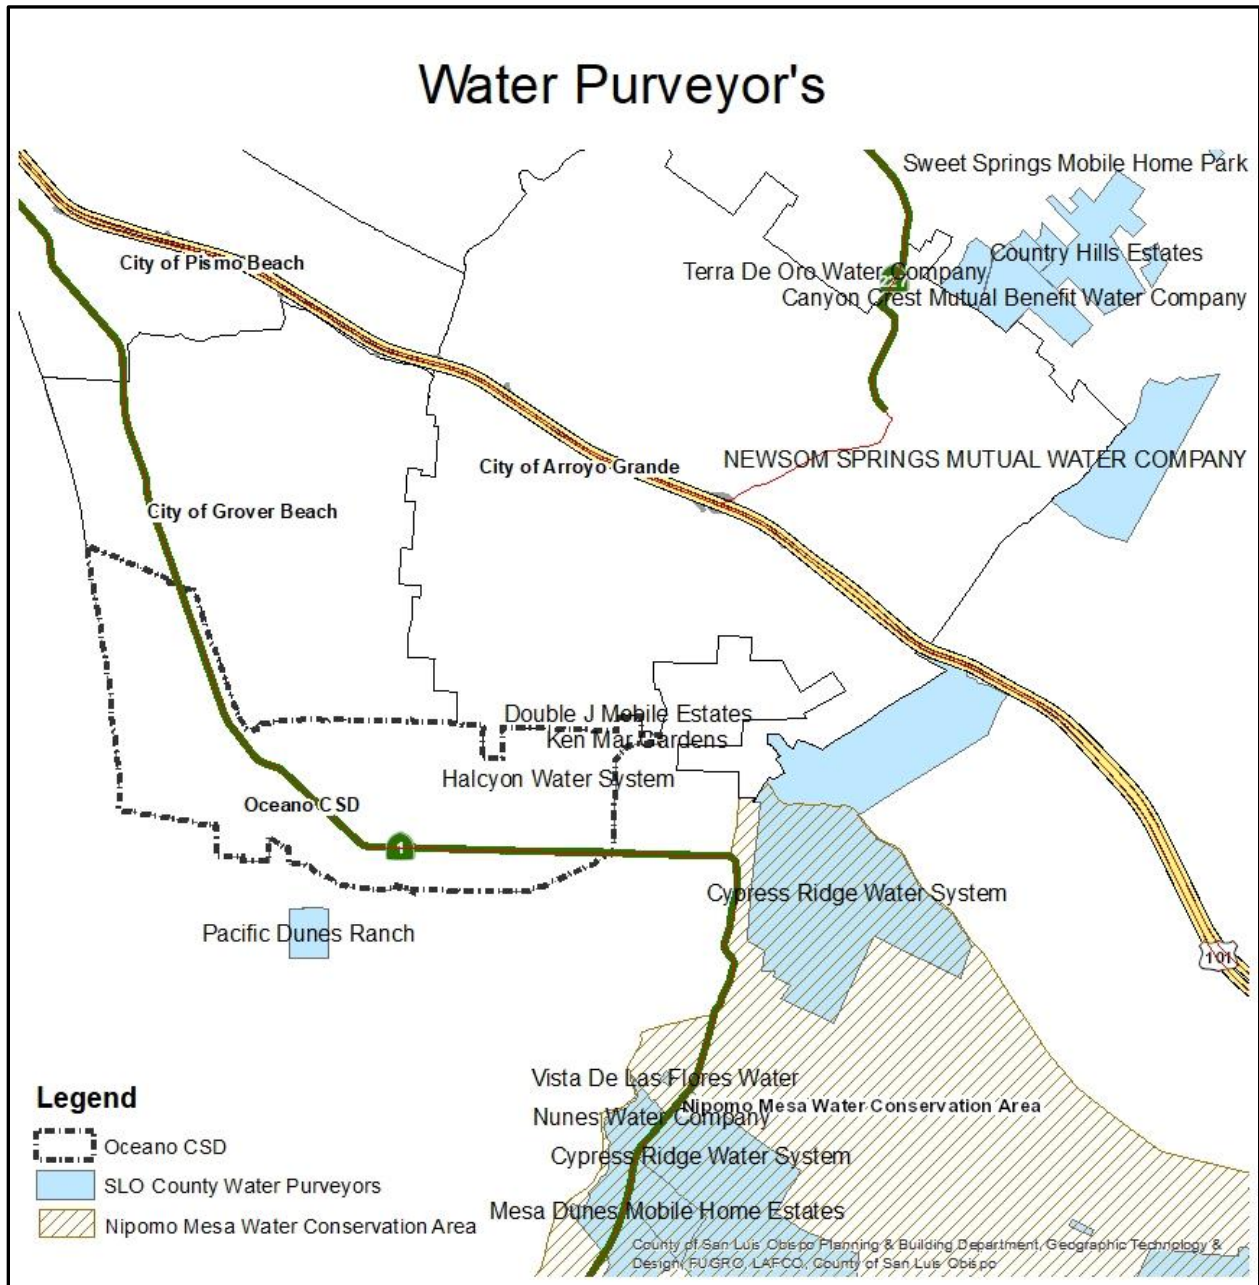 Water Purveyor's
Sweet Springs Mobile Home Park
Country Hills Estates
City of Pismo Beach
Terra De Oro Water Company
Canyon Crest Mutual Benefit Water Company
NEWSOM SPRINGS MUTUAL WATER COMPANY
City of Arroyo Grande
City of Grover Beach
Double J Mobile Estates
Ken Mar Gardens
Halcyon Water System
Oceano CSD
1
Cypress Ridge Water System
Pacific Dunes Ranch
101
Vista De Las Flores Water
Nipomo Mesa Water Conservation Area
Nunes Water Company
Cypress Ridge Water System
Mesa Dunes Mobile Home Estates
Legend
Oceano CSD
SLO County Water Purveyors
Nipomo Mesa Water Conservation Area
County of San Luis Obispo Planning & Building Department, Geographic Technology &
Design, FUGRO, LAFCO, County of San Luis Obispo